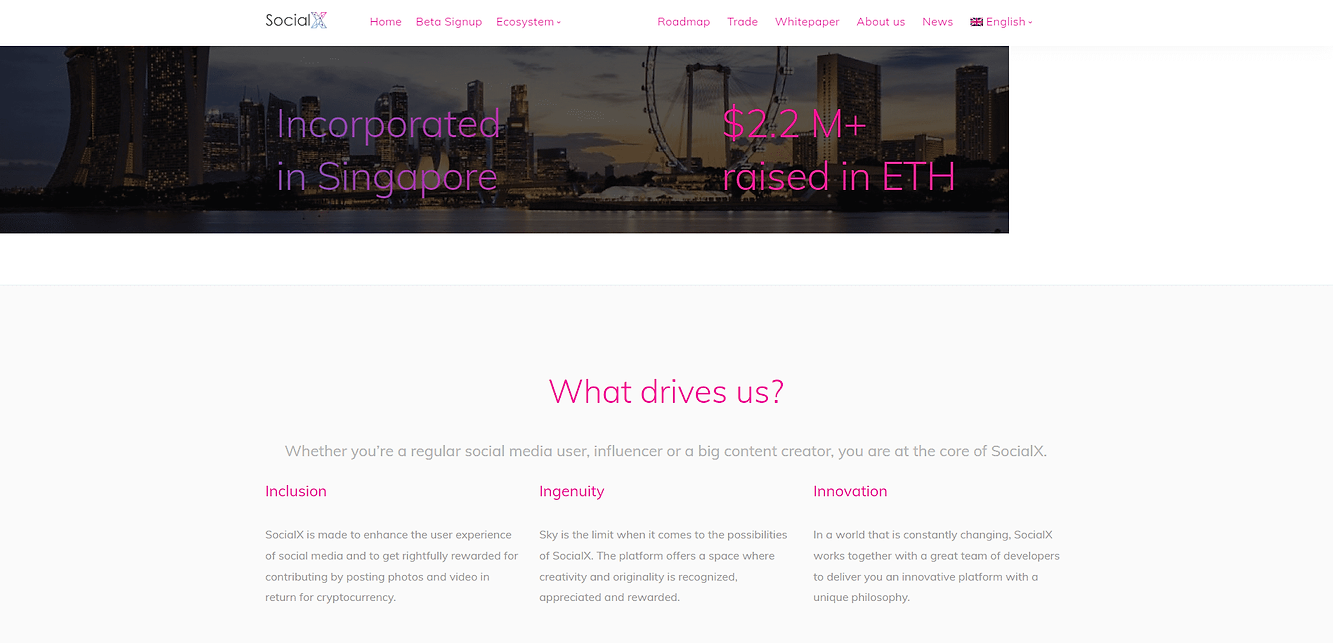 SocialX
Home Beta Signup Ecosystem Roadmap Trade Whitepaper About us News English
Incorporated
in Singapore
$2.2 M+
raised in ETH
What drives us?
Whether you're a regular social media user, influencer or a big content creator, you are at the core of SocialX.
Inclusion
SocialX is made to enhance the user experience
of social media and to get rightfully rewarded for
contributing by posting photos and video in
return for cryptocurrency.
Ingenuity
Sky is the limit when it comes to the possibilities
of SocialX. The platform offers a space where
creativity and originality is recognized,
appreciated and rewarded.
Innovation
In a world that is constantly changing, SocialX
works together with a great team of developers
to deliver you an innovative platform with a
unique philosophy.